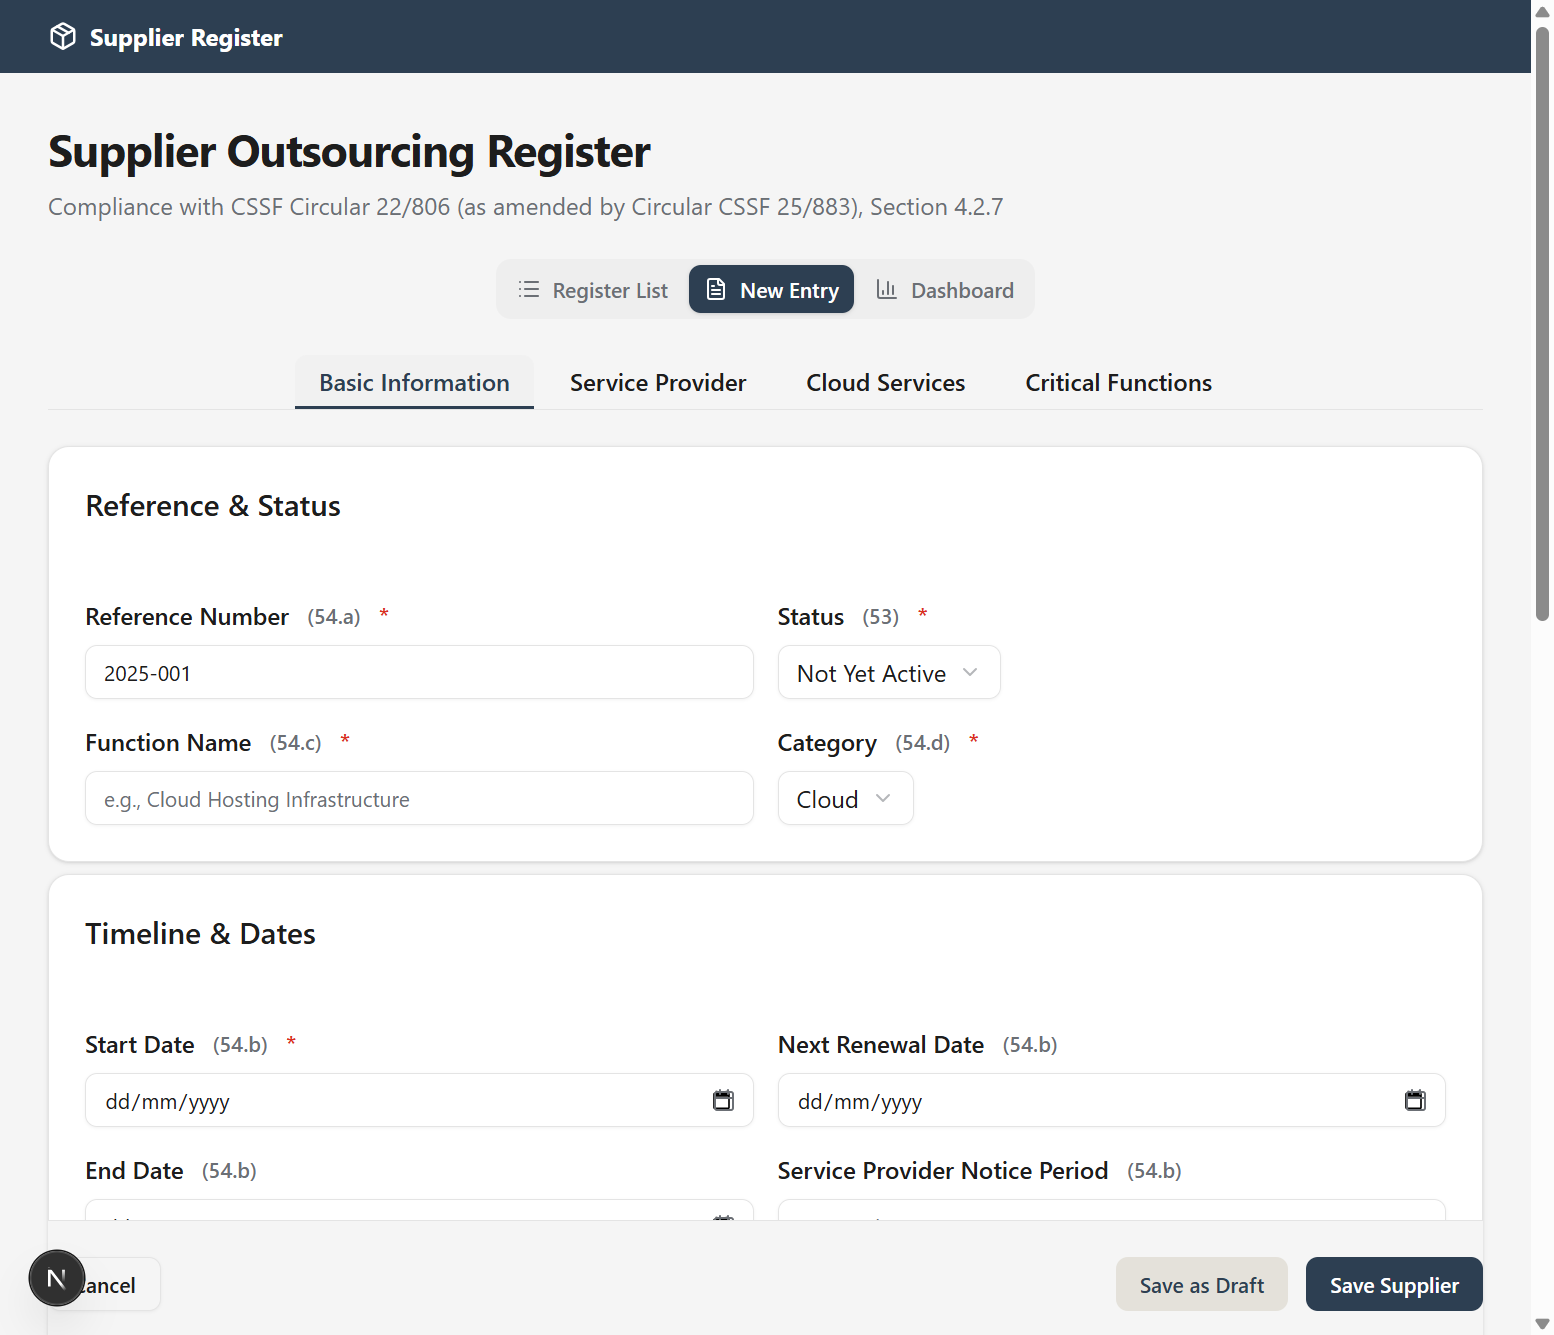 Supplier Register
Supplier Outsourcing Register
Compliance with CSSF Circular 22/806 (as amended by Circular CSSF 25/883), Section 4.2.7
Register List
New Entry
Dashboard
Basic Information
Service Provider
Cloud Services
Critical Functions
Reference & Status
Reference Number (54.a) *
Status (53) *
2025-001
Not Yet Active
Function Name (54.c) *
Category (54.d) *
e.g., Cloud Hosting Infrastructure
Cloud
Timeline & Dates
Start Date (54.b) *
Next Renewal Date (54.b)
dd/mm/yyyy
dd/mm/yyyy
End Date (54.b)
Service Provider Notice Period (54.b)
N
ancel
Save as Draft
Save Supplier